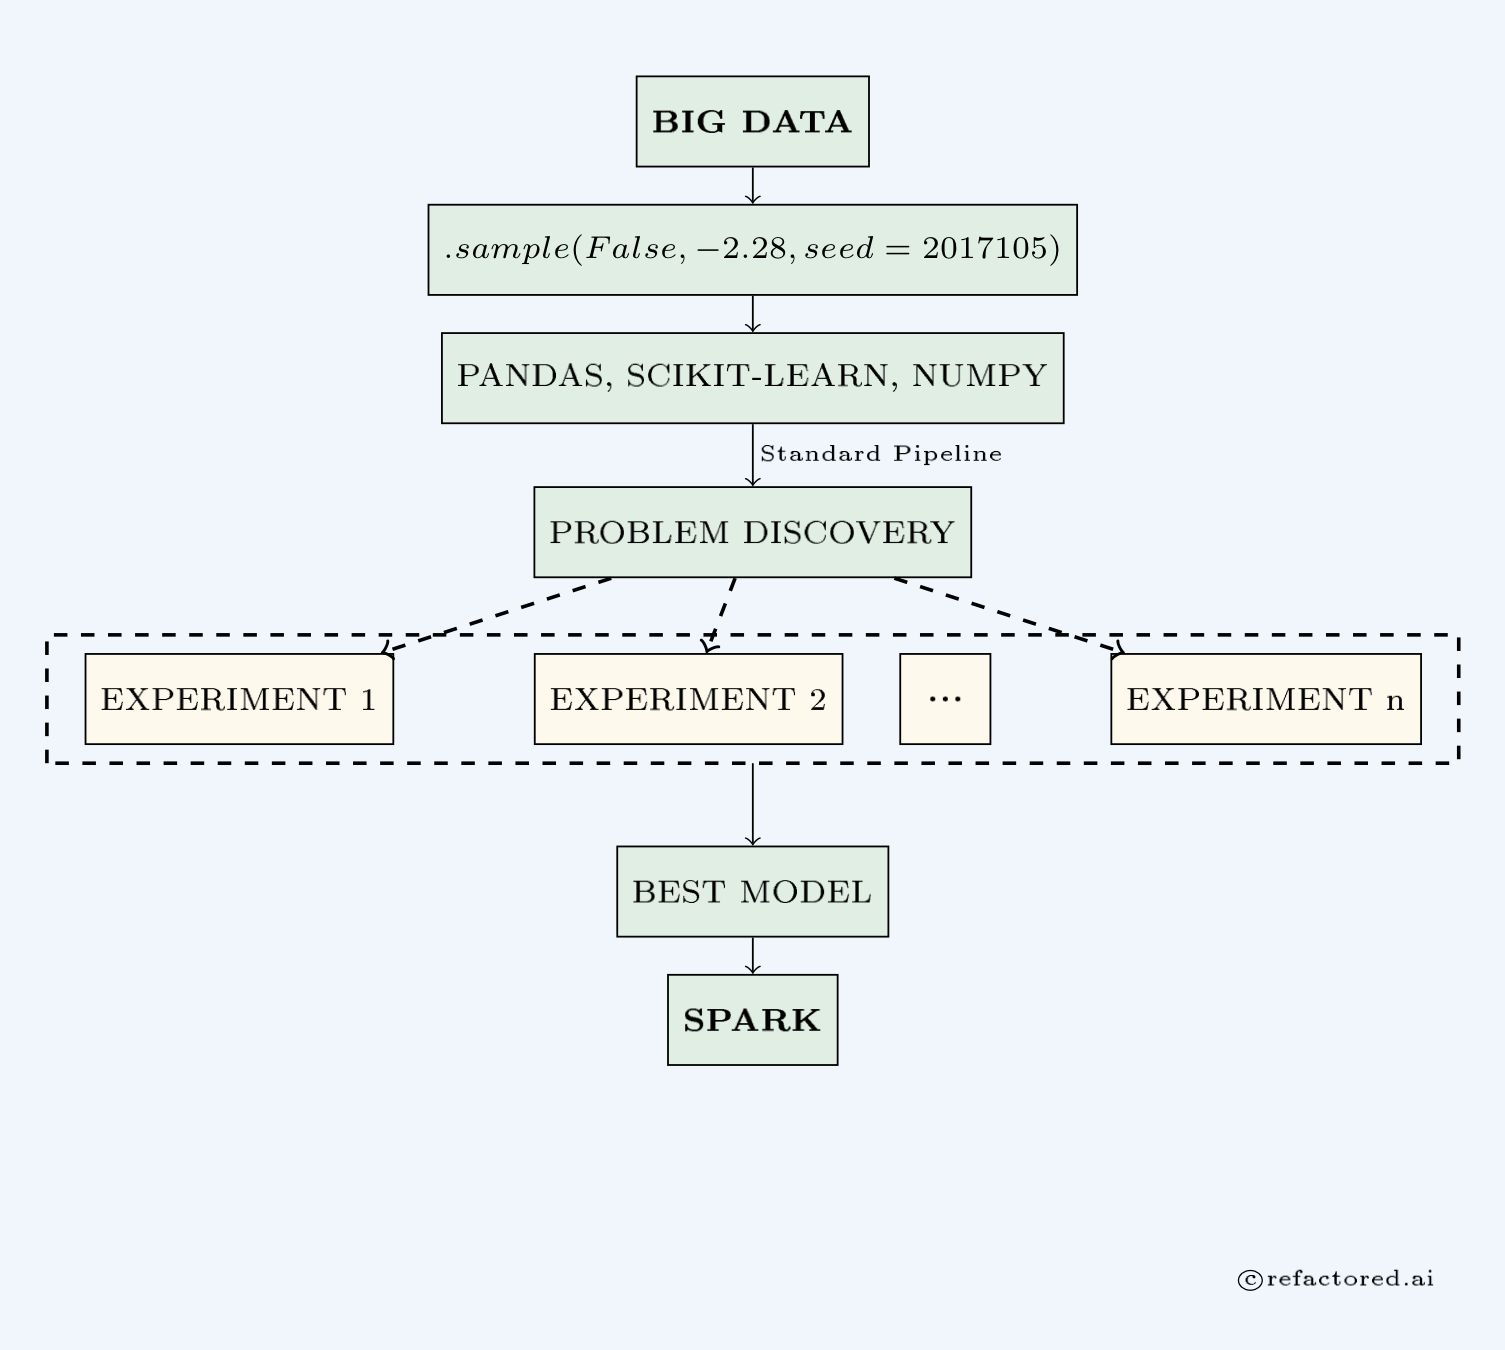 BIG DATA
.sample(False, −2.28, seed = 2017105)
PANDAS, SCIKIT-LEARN, NUMPY
Standard Pipeline
PROBLEM DISCOVERY
EXPERIMENT 1
EXPERIMENT 2
...
EXPERIMENT n
BEST MODEL
SPARK
©refactored.ai